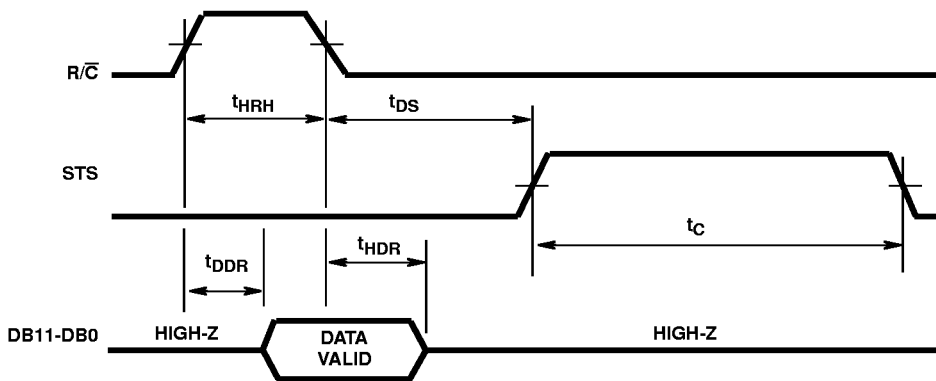 R/C̅
tHRH
tDS
STS
tC
tHDR
tDDR
DB11-DB0
HIGH-Z
DATA
VALID
HIGH-Z